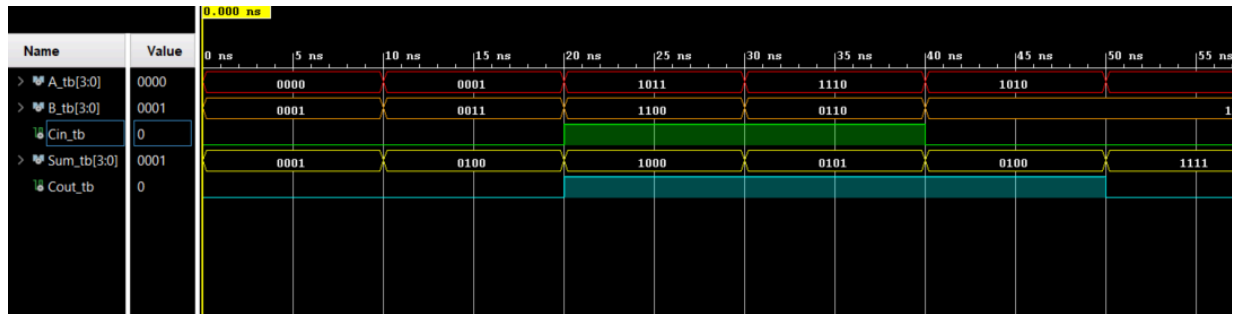 0.000 ns
Name Value 0 ns 5 ns 10 ns 15 ns 20 ns 25 ns 30 ns 35 ns 40 ns 45 ns 50 ns 55 ns
> A_tb[3:0] 0000 0000 0001 1011 1110 1010
> B_tb[3:0] 0001 0001 0011 1100 0110 1
Cin_tb 0
> Sum_tb[3:0] 0001 0001 0100 1000 0101 0100 1111
Cout_tb 0